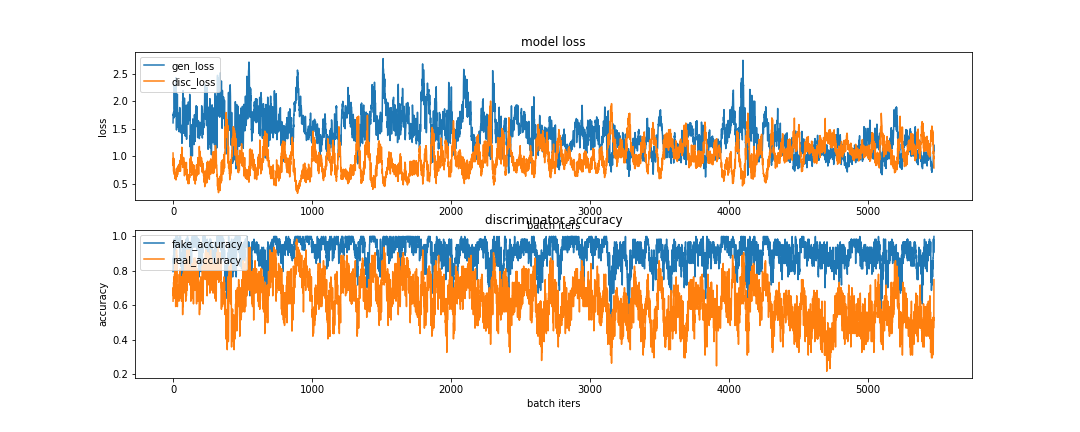 model loss
gen_loss
disc_loss
2.5
2.0
1.5
1.0
0.5
loss
0 1000 2000 3000 4000 5000
batch iters
discriminator accuracy
fake_accuracy
real_accuracy
1.0
0.8
0.6
0.4
0.2
accuracy
0 1000 2000 3000 4000 5000
batch iters